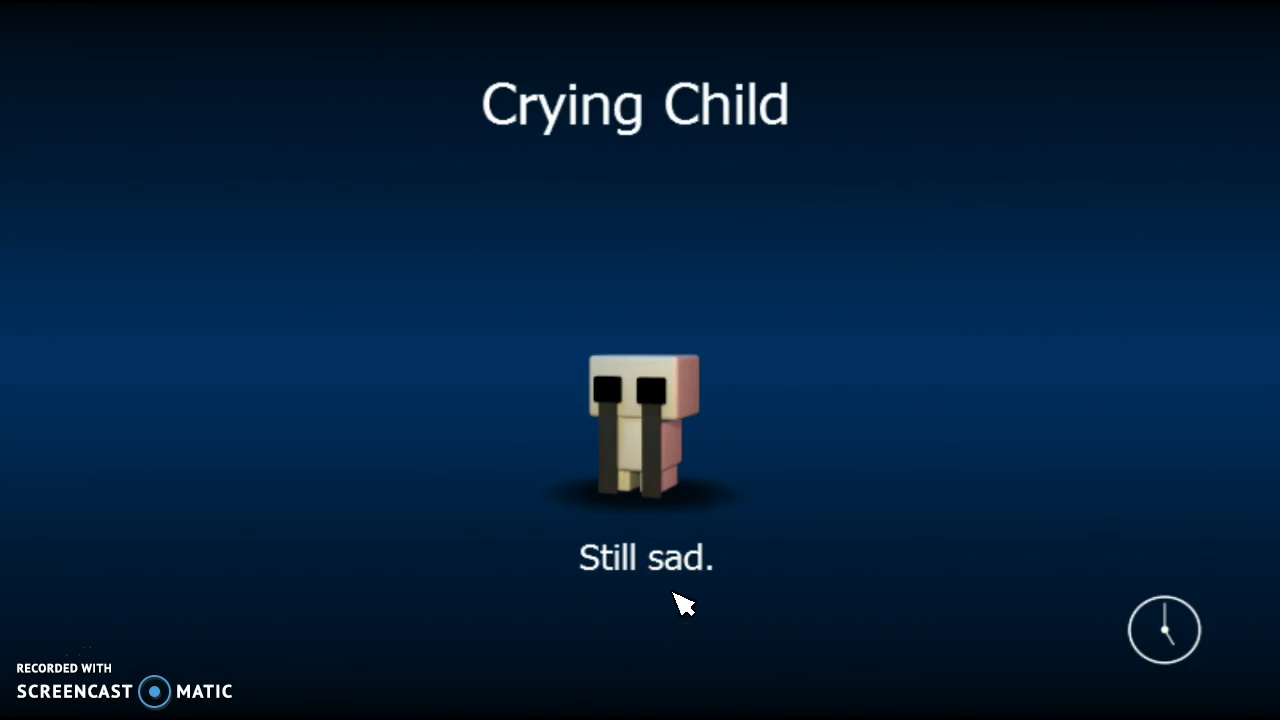 Crying Child
Still sad.
RECORDED WITH
SCREENCAST MATIC